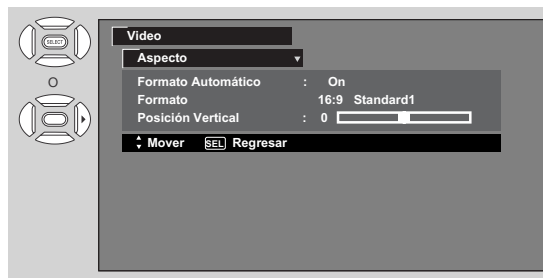 SELECT
O
Video
Aspecto
Formato Automático : On
Formato 16:9 Standard1
Posición Vertical : 0
Mover SEL Regresar